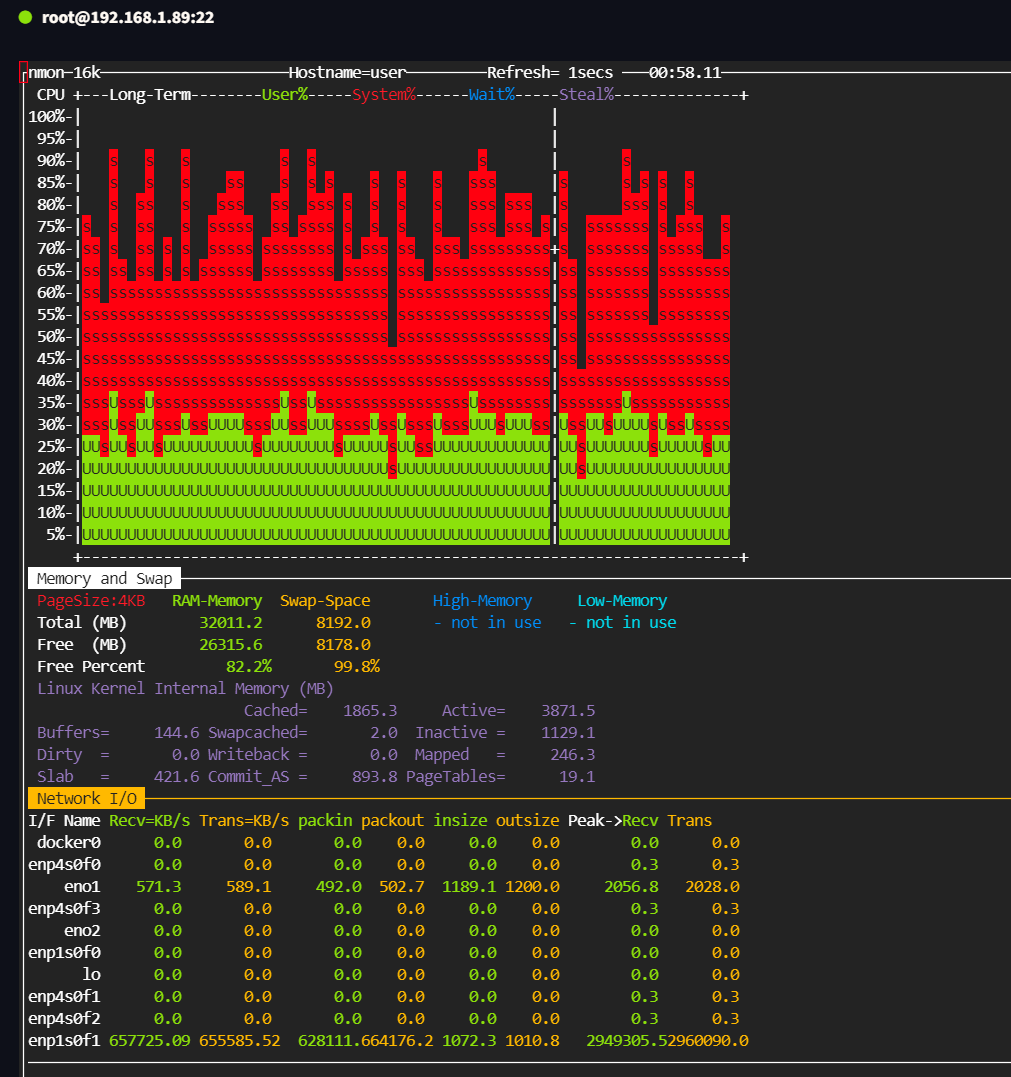 root@192.168.1.89:22
nmon─16k Hostname=user Refresh= 1secs 00:58.11
CPU +---Long-Term--------User%-----System%------Wait%-----Steal%--------------+
100%-|
95%-|
90%-|
85%-|
80%-|
75%-|
70%-|
65%-|
60%-|
55%-|
50%-|
45%-|
40%-|
35%-|
30%-|
25%-|
20%-|
15%-|
10%-|
5%-|
Memory and Swap
PageSize:4KB RAM-Memory Swap-Space High-Memory Low-Memory
Total (MB) 32011.2 8192.0 - not in use - not in use
Free (MB) 26315.6 8178.0
Free Percent 82.2% 99.8%
Linux Kernel Internal Memory (MB)
Cached= 1865.3 Active= 3871.5
Buffers= 144.6 Swapcached= 2.0 Inactive = 1129.1
Dirty = 0.0 Writeback = 0.0 Mapped = 246.3
Slab = 421.6 Commit_AS = 893.8 PageTables= 19.1
Network I/O
I/F Name Recv=KB/s Trans=KB/s packin packout insize outsize Peak->Recv Trans
docker0 0.0 0.0 0.0 0.0 0.0 0.0 0.0 0.0
enp4s0f0 0.0 0.0 0.0 0.0 0.0 0.0 0.3 0.3
eno1 571.3 589.1 492.0 502.7 1189.1 1200.0 2056.8 2028.0
enp4s0f3 0.0 0.0 0.0 0.0 0.0 0.0 0.3 0.3
eno2 0.0 0.0 0.0 0.0 0.0 0.0 0.0 0.0
enp1s0f0 0.0 0.0 0.0 0.0 0.0 0.0 0.0 0.0
lo 0.0 0.0 0.0 0.0 0.0 0.0 0.0 0.0
enp4s0f1 0.0 0.0 0.0 0.0 0.0 0.0 0.3 0.3
enp4s0f2 0.0 0.0 0.0 0.0 0.0 0.0 0.3 0.3
enp1s0f1 657725.09 655585.52 628111.664176.2 1072.3 1010.8 2949305.52960090.0